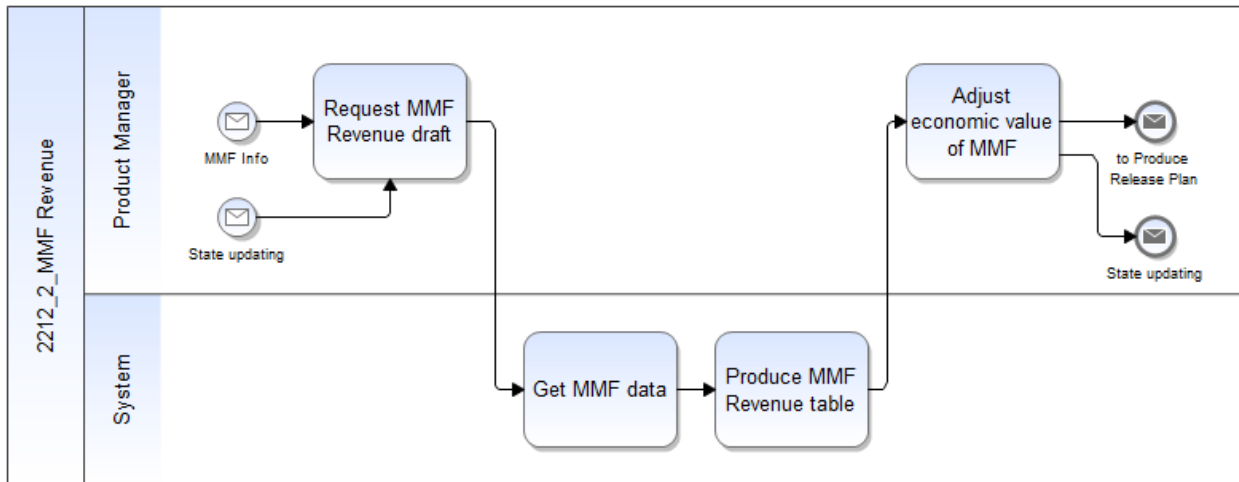 2212_2_MMF Revenue
Product Manager
MMF Info
State updating
Request MMF
Revenue draft
Adjust
economic value
of MMF
to Produce
Release Plan
State updating
System
Get MMF data
Produce MMF
Revenue table